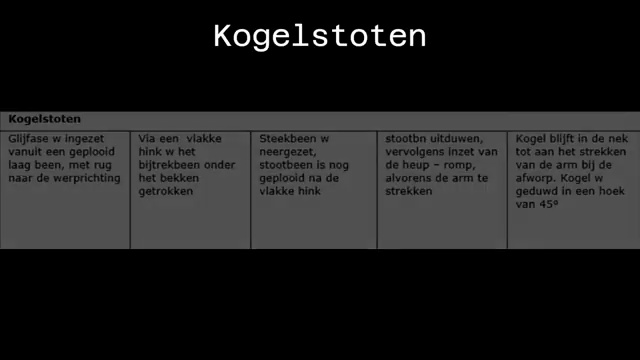 Kogelstoten
Kogelstoten
Glijfase w ingezet
vanuit een geplooid
laag been, met rug
naar de werprichting
Via een vlakke
hink w het
bijtrekbeen onder
het bekken
getrokken
Steekbeen w
neergezet,
stootbeen is nog
geplooid na de
vlakke hink
stootbn uitduwen,
vervolgens inzet van
de heup – romp,
alvorens de arm te
strekken
Kogel blijft in de nek
tot aan het strekken
van de arm bij de
afworp. Kogel w
geduwd in een hoek
van 45º